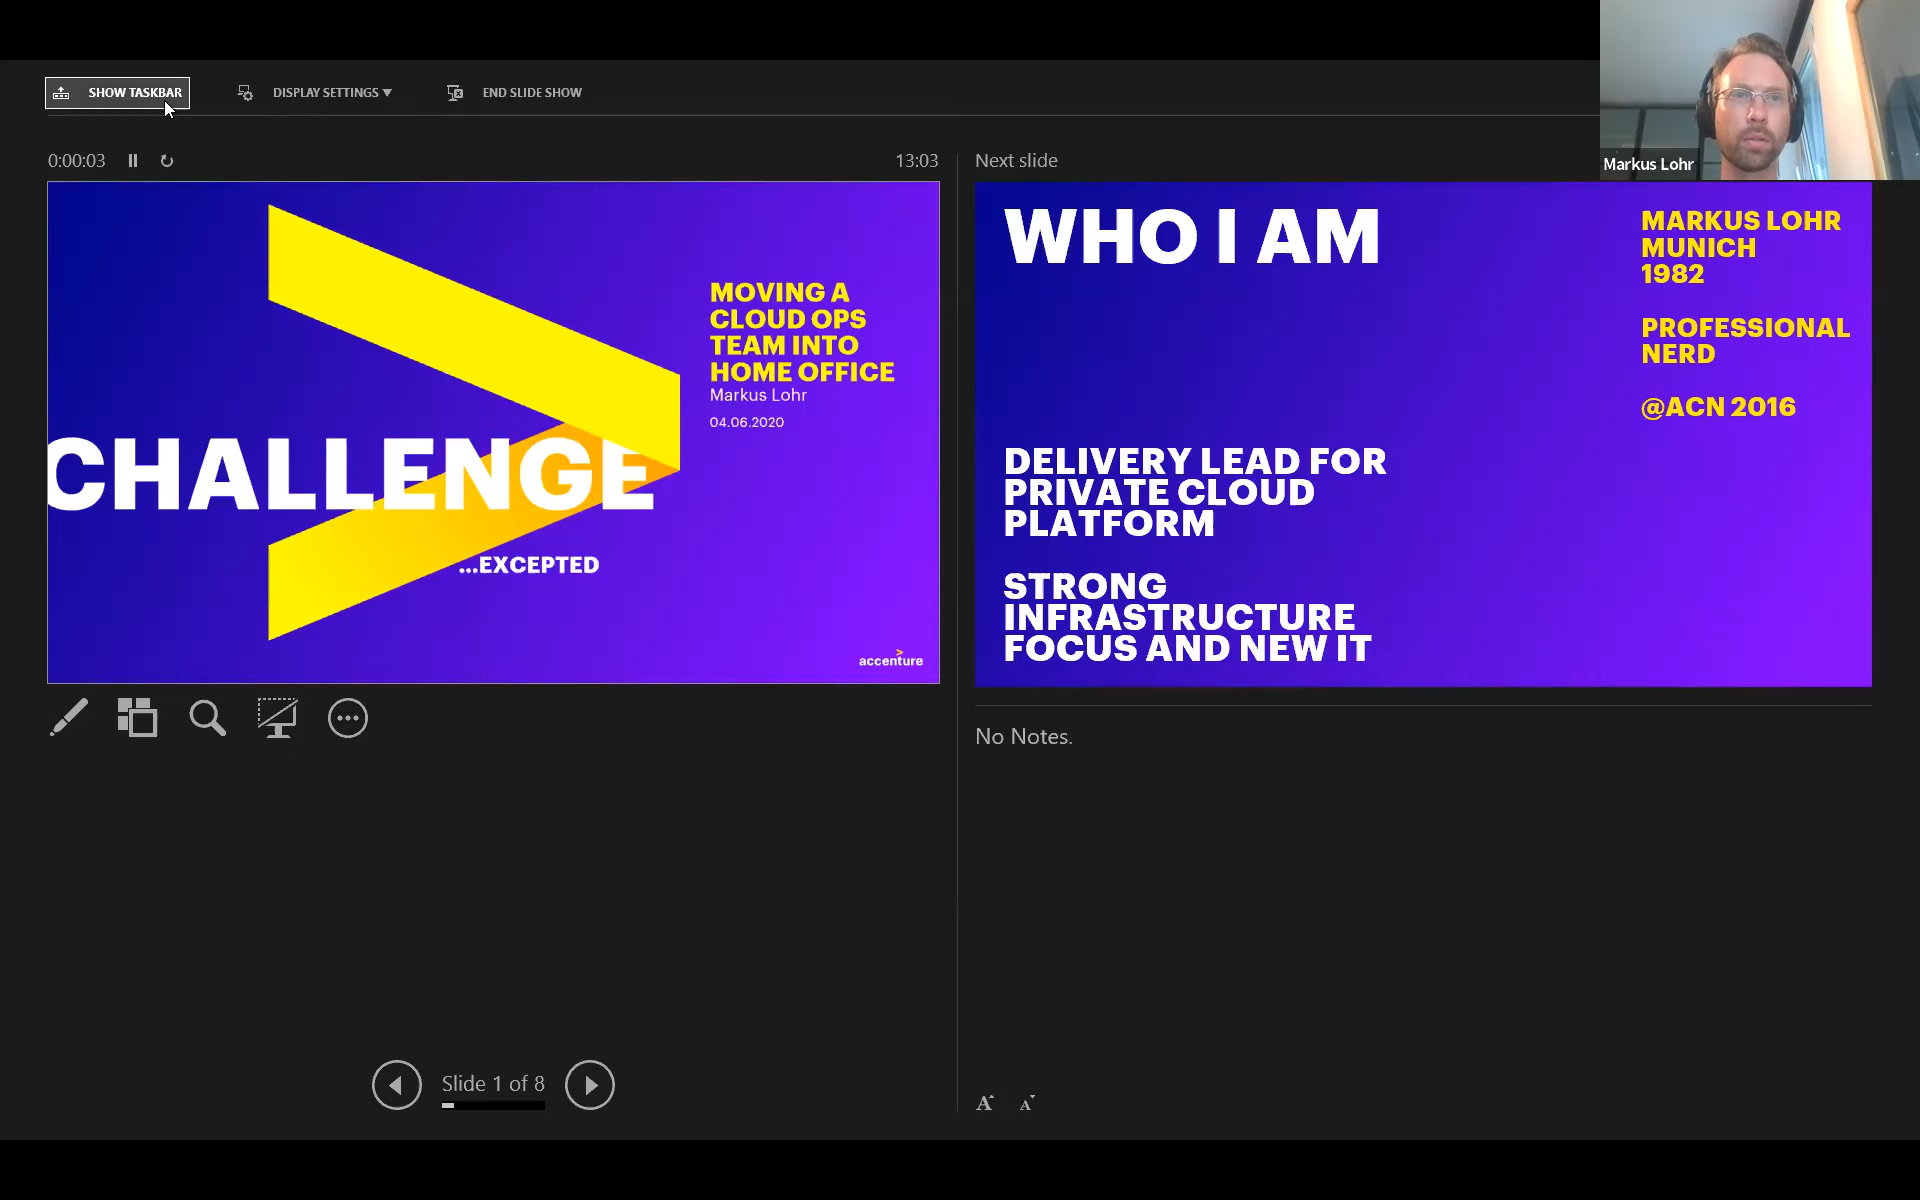 SHOW TASKBAR
DISPLAY SETTINGS ▼
END SLIDE SHOW
Markus Lohr
0:00:03
13:03
Next slide
CHALLENGE
...EXCEPTED
MOVING A
CLOUD OPS
TEAM INTO
HOME OFFICE
Markus Lohr
04.06.2020
accenture
WHO I AM
MARKUS LOHR
MUNICH
1982
PROFESSIONAL
NERD
@ACN 2016
DELIVERY LEAD FOR
PRIVATE CLOUD
PLATFORM
STRONG
INFRASTRUCTURE
FOCUS AND NEW IT
No Notes.
Slide 1 of 8
A A